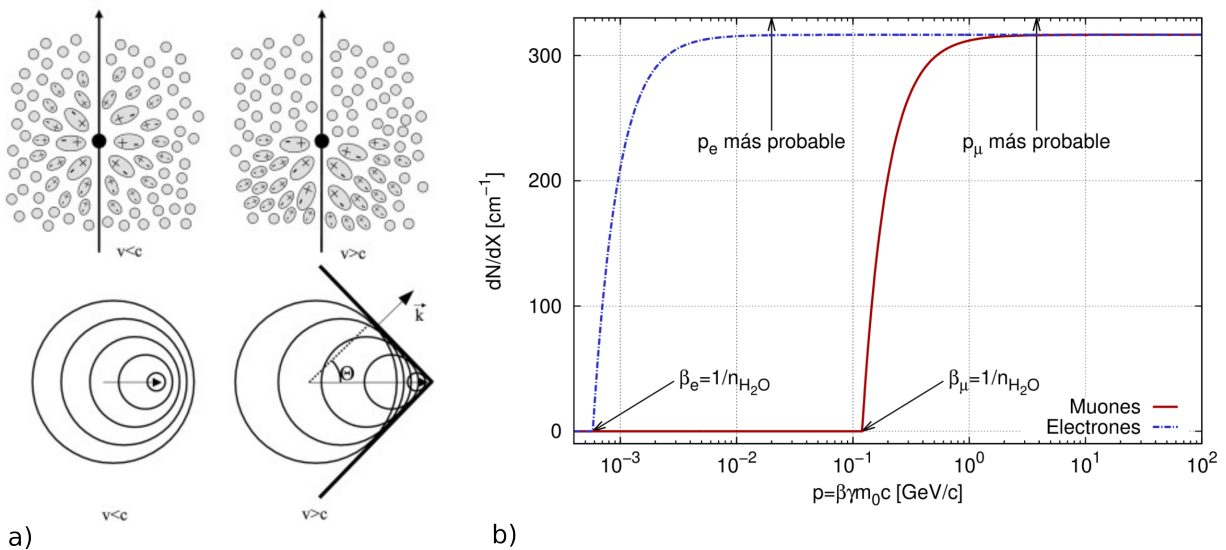 v<c
v>c
k
Θ
v<c
v>c
a)
dN/dX [cm⁻¹]
300
200
100
0
pₑ más probable
p_μ más probable
βₑ=1/n_H₂O
β_μ=1/n_H₂O
Muones
Electrones
10⁻³
10⁻²
10⁻¹
10⁰
10¹
10²
p=βγm₀c [GeV/c]
b)